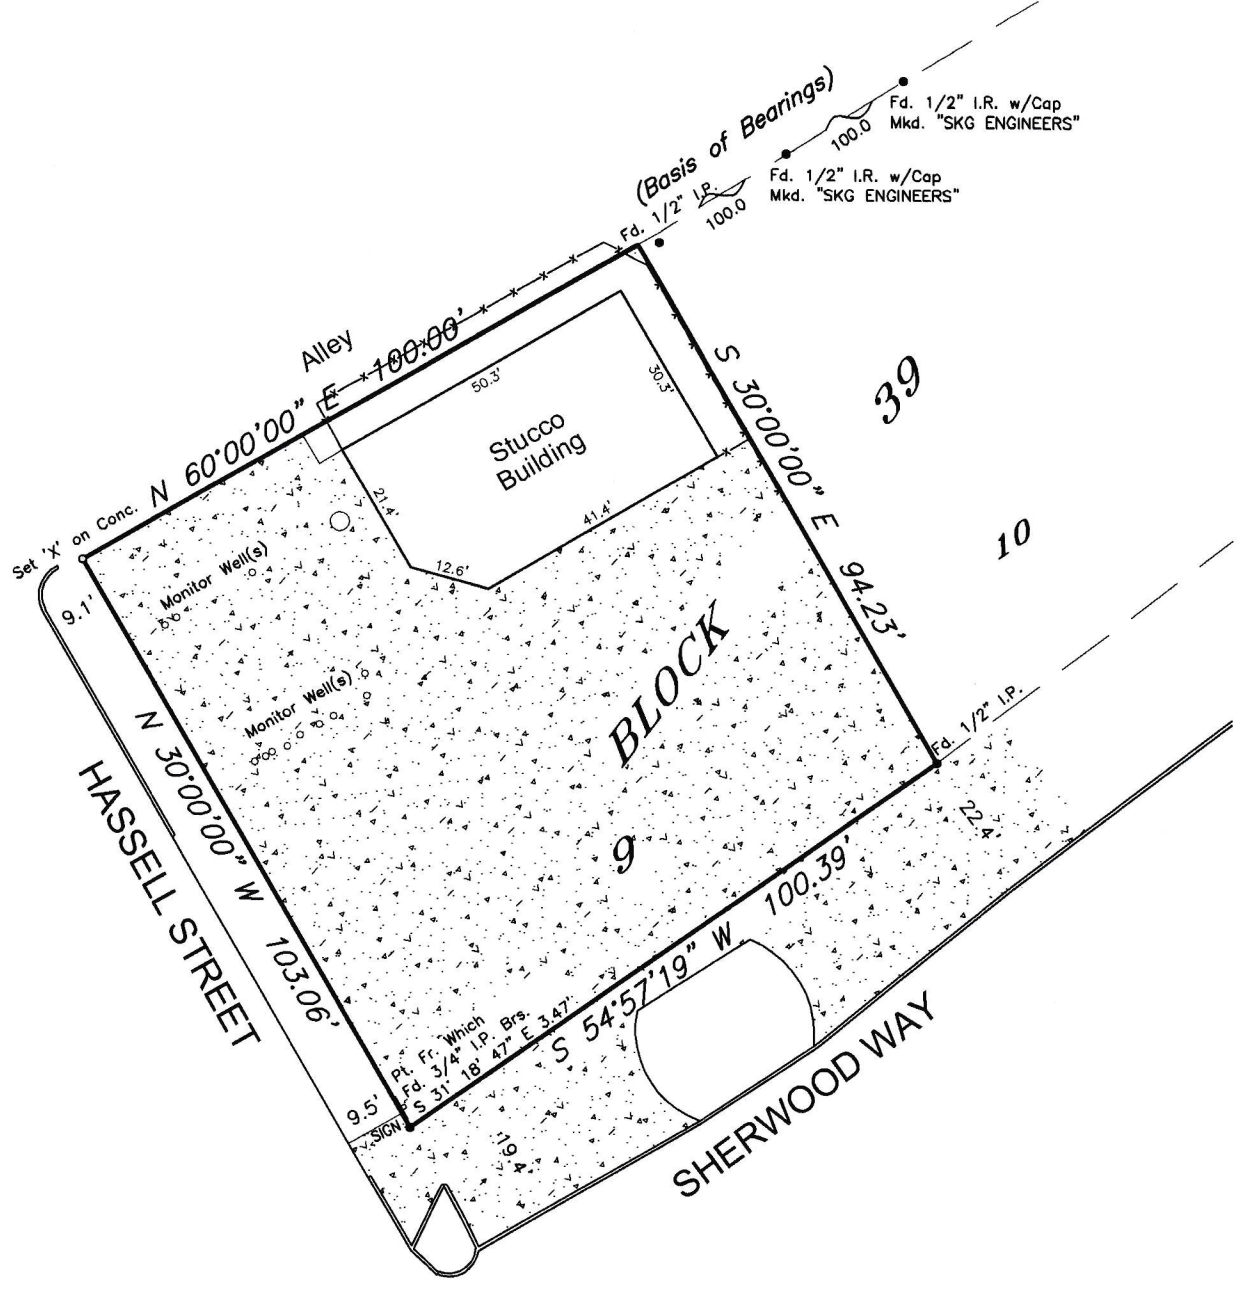 (Basis of Bearings)
Fd. 1/2" I.R. w/Cap
Mkd. "SKG ENGINEERS"
100.0
Fd. 1/2" I.R. w/Cap
Mkd. "SKG ENGINEERS"
100.0
Fd. 1/2" I.P.
Alley
N 60°00'00" E 100.00'
50.3'
30.3'
Stucco
Building
21.4'
41.4'
12.6'
S 30°00'00" E 94.23'
39
10
Set 'X' on Conc.
9.1'
Monitor Well(s)
Monitor Well(s)
BLOCK
9
N 30°00'00" W 103.06'
HASSELL STREET
Fd. 1/2" I.P.
22.4'
S 54°57'19" W 100.39'
Pt. Fr. Which
Fd. 3/4" I.P. Brs.
S 31° 18' 47" E 3.47'
9.5'
SIGN
19.4'
SHERWOOD WAY